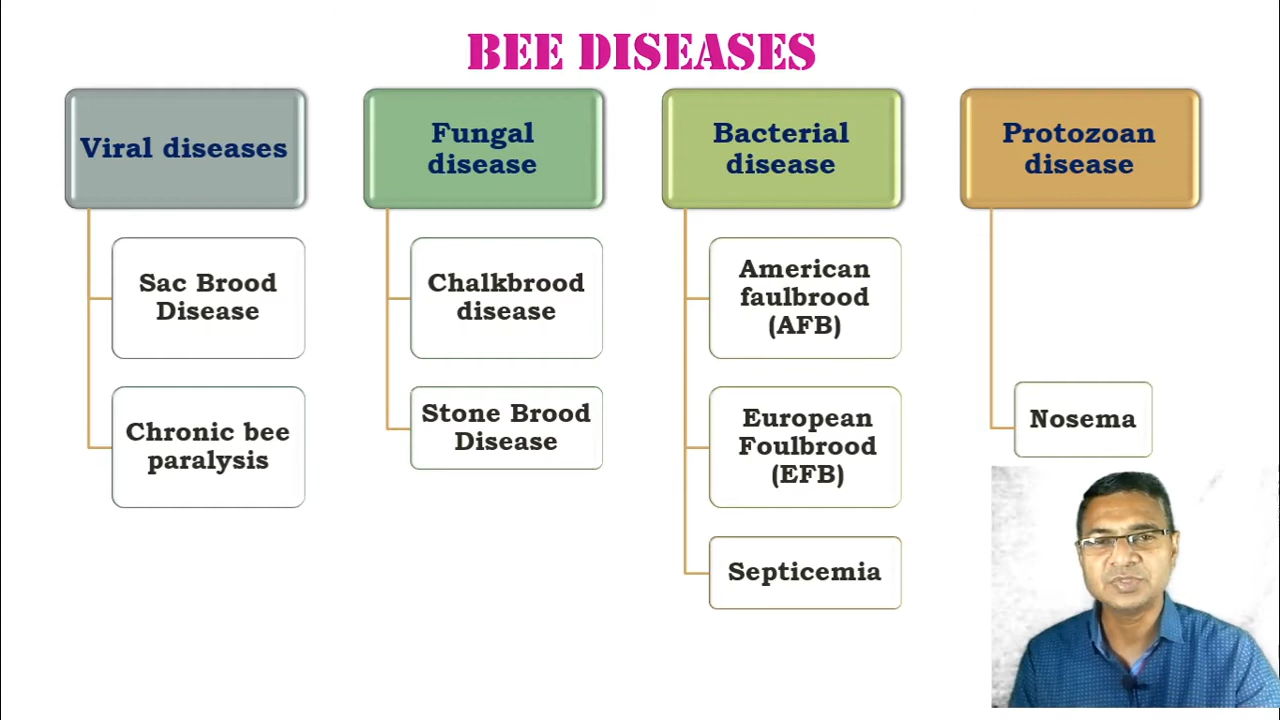 BEE DISEASES
Viral diseases
Sac Brood
Disease
Chronic bee
paralysis
Fungal
disease
Chalkbrood
disease
Stone Brood
Disease
Bacterial
disease
American
faulbrood
(AFB)
European
Foulbrood
(EFB)
Septicemia
Protozoan
disease
Nosema